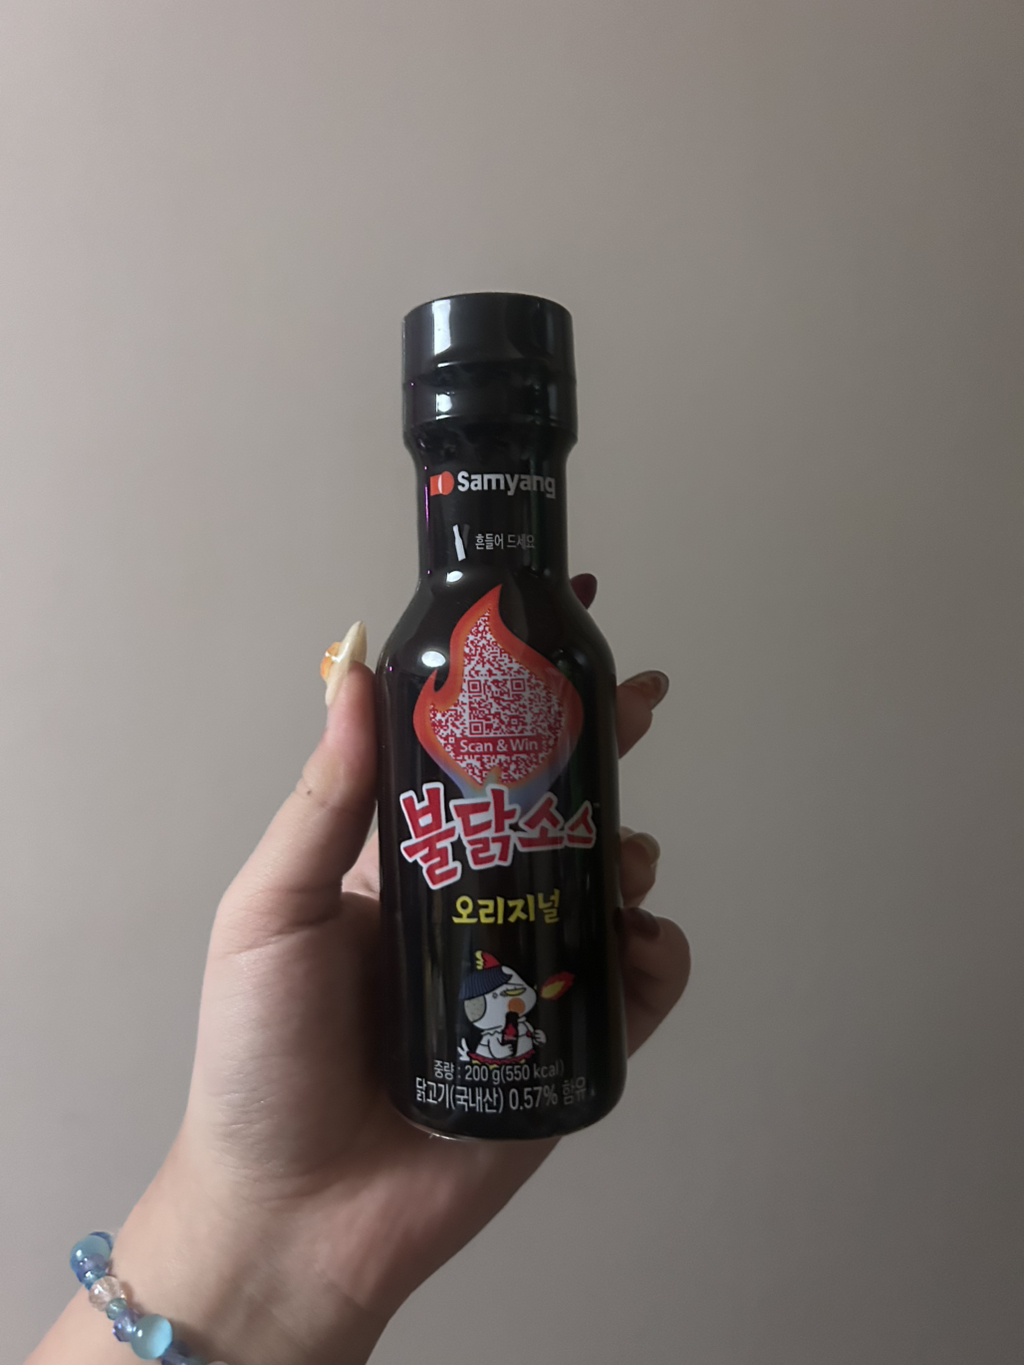 Samyang
흔들어 드세요
Scan & Win
불닭소스
오리지널
중량 : 200 g(550 kcal)
닭고기(국내산) 0.57% 함유